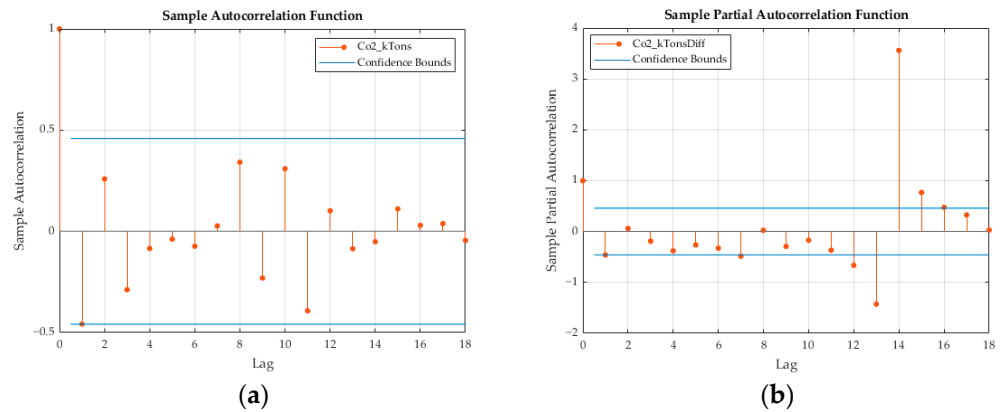 Sample Autocorrelation Function
Co2_kTons
Confidence Bounds
Sample Autocorrelation
1
0.5
0
−0.5
0 2 4 6 8 10 12 14 16 18
Lag
(a)
Sample Partial Autocorrelation Function
Co2_kTonsDiff
Confidence Bounds
Sample Partial Autocorrelation
4
3
2
1
0
−1
−2
0 2 4 6 8 10 12 14 16 18
Lag
(b)